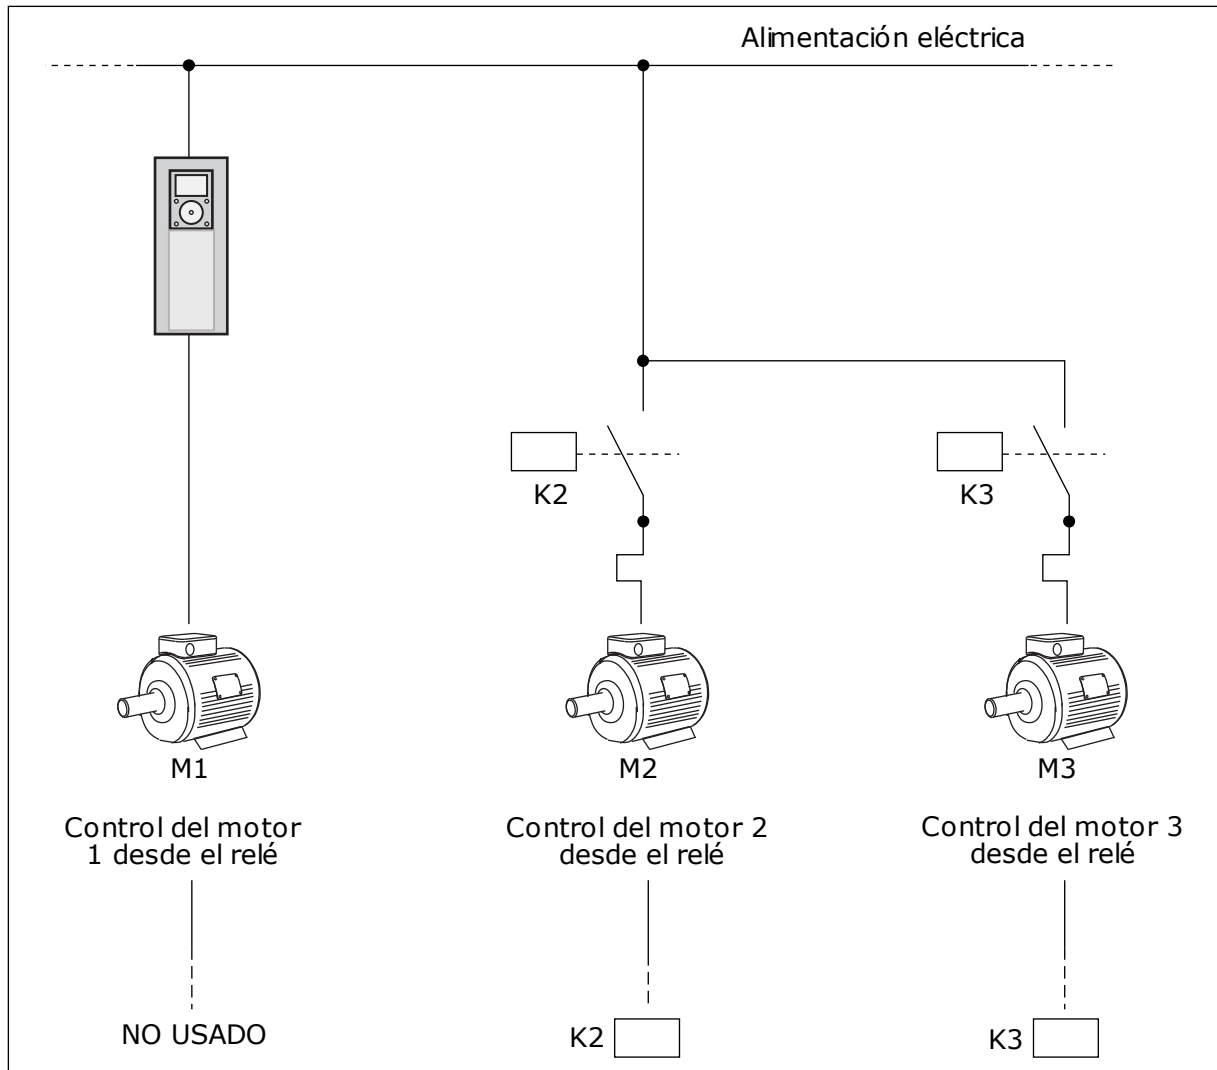 Alimentación eléctrica
K2
K3
M1
M2
M3
Control del motor
1 desde el relé
Control del motor 2
desde el relé
Control del motor 3
desde el relé
NO USADO
K2
K3